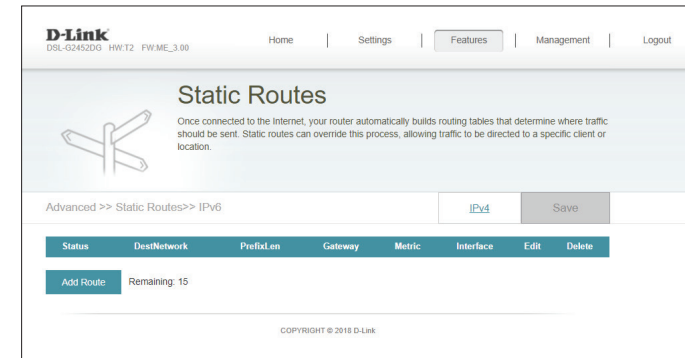 D-Link
DSL-G2452DG HW:T2 FW:ME_3.00
Home | Settings | Features | Management | Logout
Static Routes
Once connected to the Internet, your router automatically builds routing tables that determine where traffic
should be sent. Static routes can override this process, allowing traffic to be directed to a specific client or
location.
Advanced >> Static Routes>> IPv6
IPv4
Save
Status DestNetwork PrefixLen Gateway Metric Interface Edit Delete
Add Route Remaining: 15
COPYRIGHT © 2018 D-Link